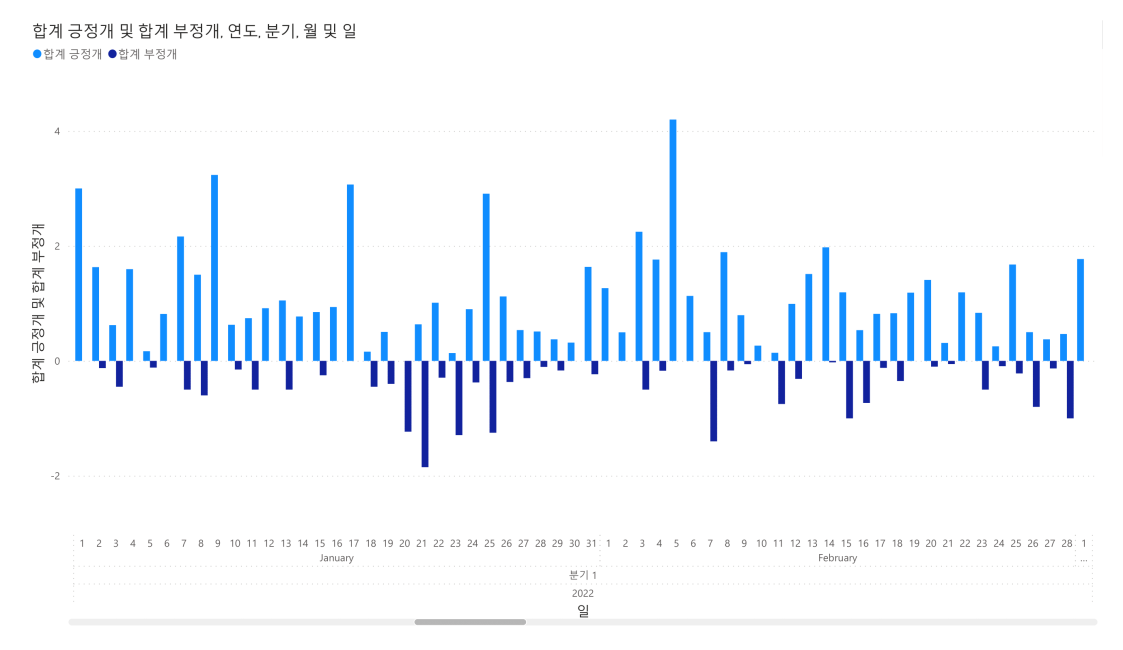 합계 긍정개 및 합계 부정개, 연도, 분기, 월 및 일
합계 긍정개 합계 부정개
합계 긍정개 및 합계 부정개
4
2
0
-2
1 2 3 4 5 6 7 8 9 10 11 12 13 14 15 16 17 18 19 20 21 22 23 24 25 26 27 28 29 30 31 1 2 3 4 5 6 7 8 9 10 11 12 13 14 15 16 17 18 19 20 21 22 23 24 25 26 27 28 1
January February ...
분기 1
2022
일